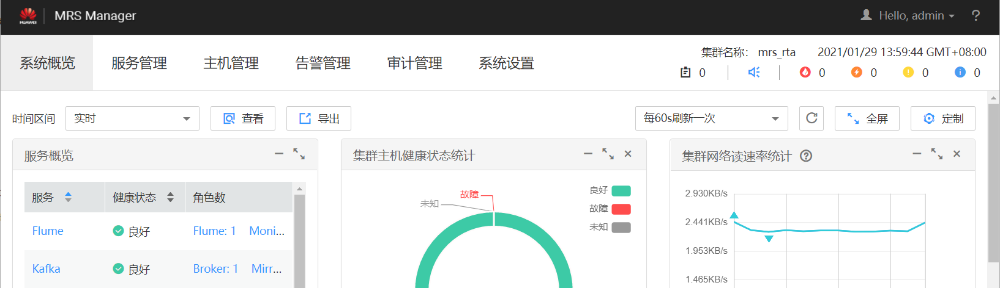 HUAWEI MRS Manager Hello, admin ?
系统概览 服务管理 主机管理 告警管理 审计管理 系统设置
集群名称: mrs_rta 2021/01/29 13:59:44 GMT+08:00
0 0 0 0 0
时间区间 实时 查看 导出 每60s刷新一次 全屏 定制
服务概览
服务 健康状态 角色数
Flume 良好 Flume: 1 Moni...
Kafka 良好 Broker: 1 Mirr...
集群主机健康状态统计
未知 故障
良好
故障
未知
集群网络读速率统计 ?
2.930KB/s
2.441KB/s
1.953KB/s
1.465KB/s